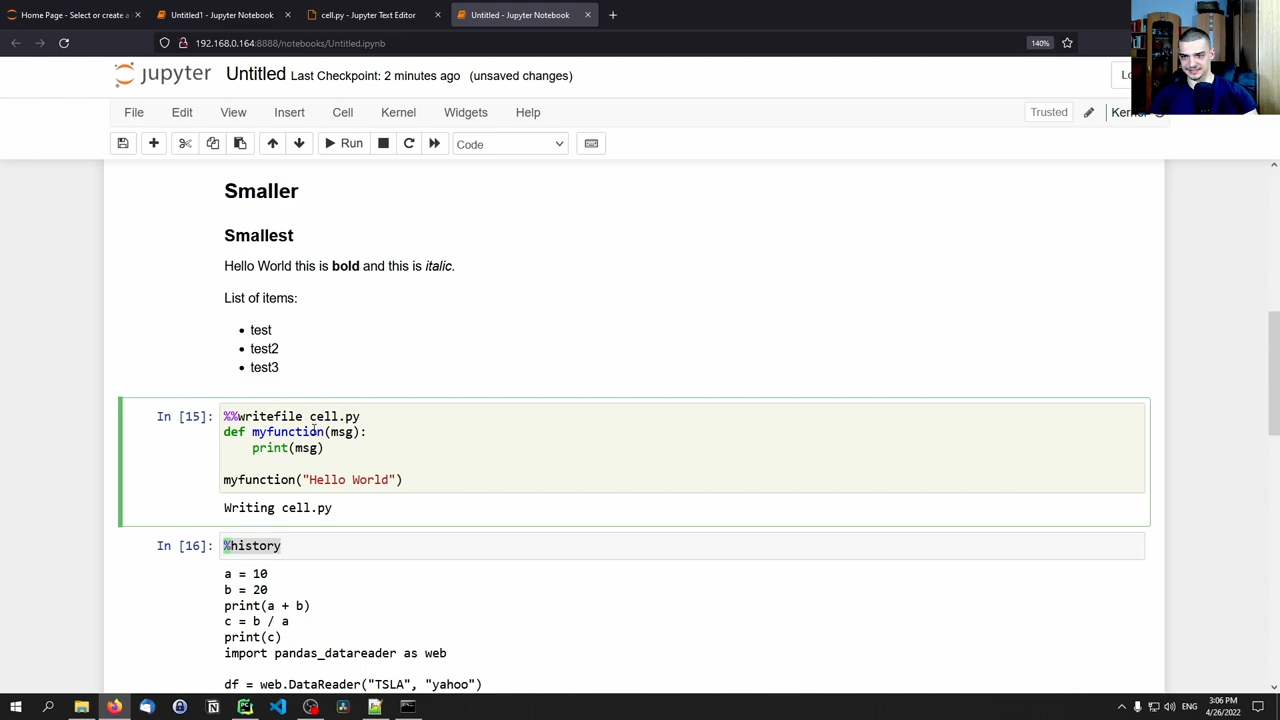 Home Page - Select or create a
Untitled1 - Jupyter Notebook
cell.py - Jupyter Text Editor
Untitled - Jupyter Notebook
192.168.0.164:8888/notebooks/Untitled.ipynb
140%
jupyter Untitled Last Checkpoint: 2 minutes ago (unsaved changes)
File Edit View Insert Cell Kernel Widgets Help
Trusted
Run
Code
Smaller
Smallest
Hello World this is bold and this is italic.
List of items:
• test
• test2
• test3
In [15]: %%writefile cell.py
def myfunction(msg):
print(msg)
myfunction("Hello World")
Writing cell.py
In [16]: %history
a = 10
b = 20
print(a + b)
c = b / a
print(c)
import pandas_datareader as web
df = web.DataReader("TSLA", "yahoo")
ENG
3:06 PM
4/26/2022